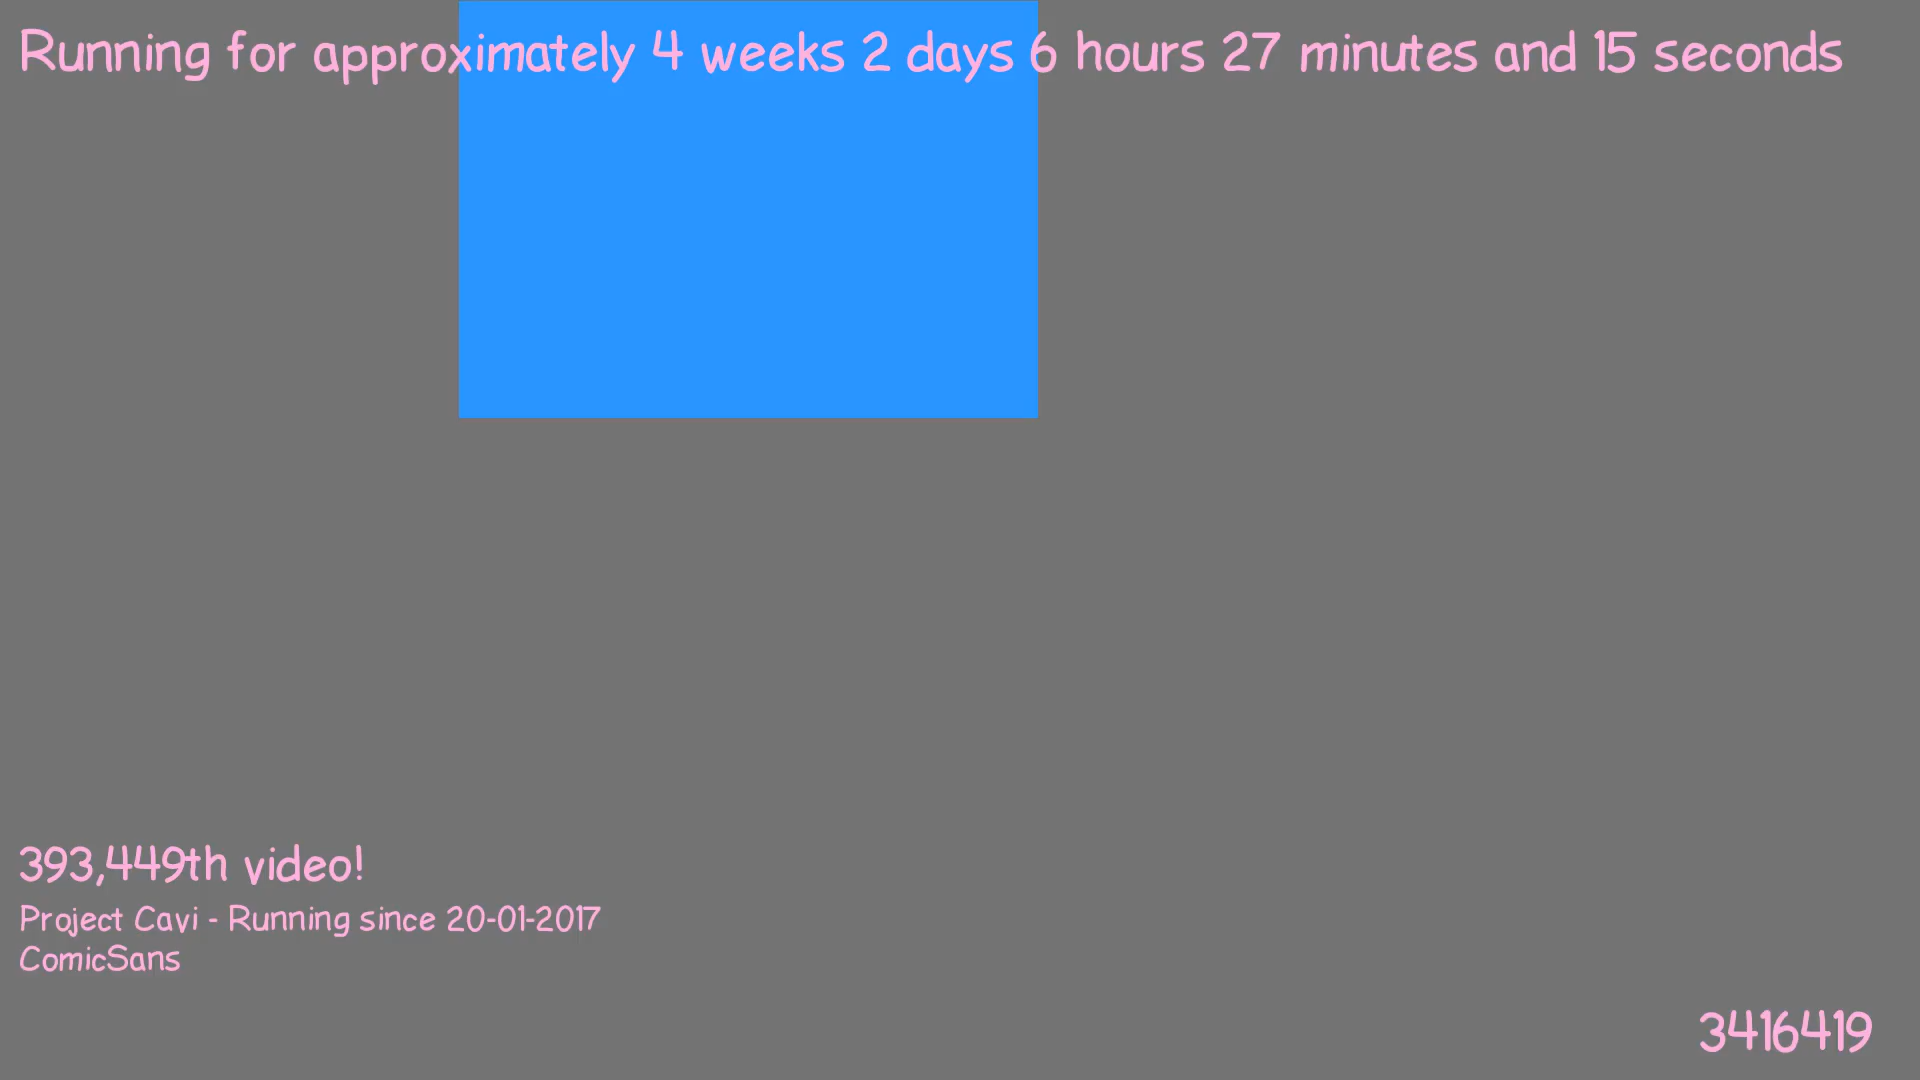 Running for approximately 4 weeks 2 days 6 hours 27 minutes and 15 seconds
393,449th video!
Project Cavi - Running since 20-01-2017
ComicSans
3416419